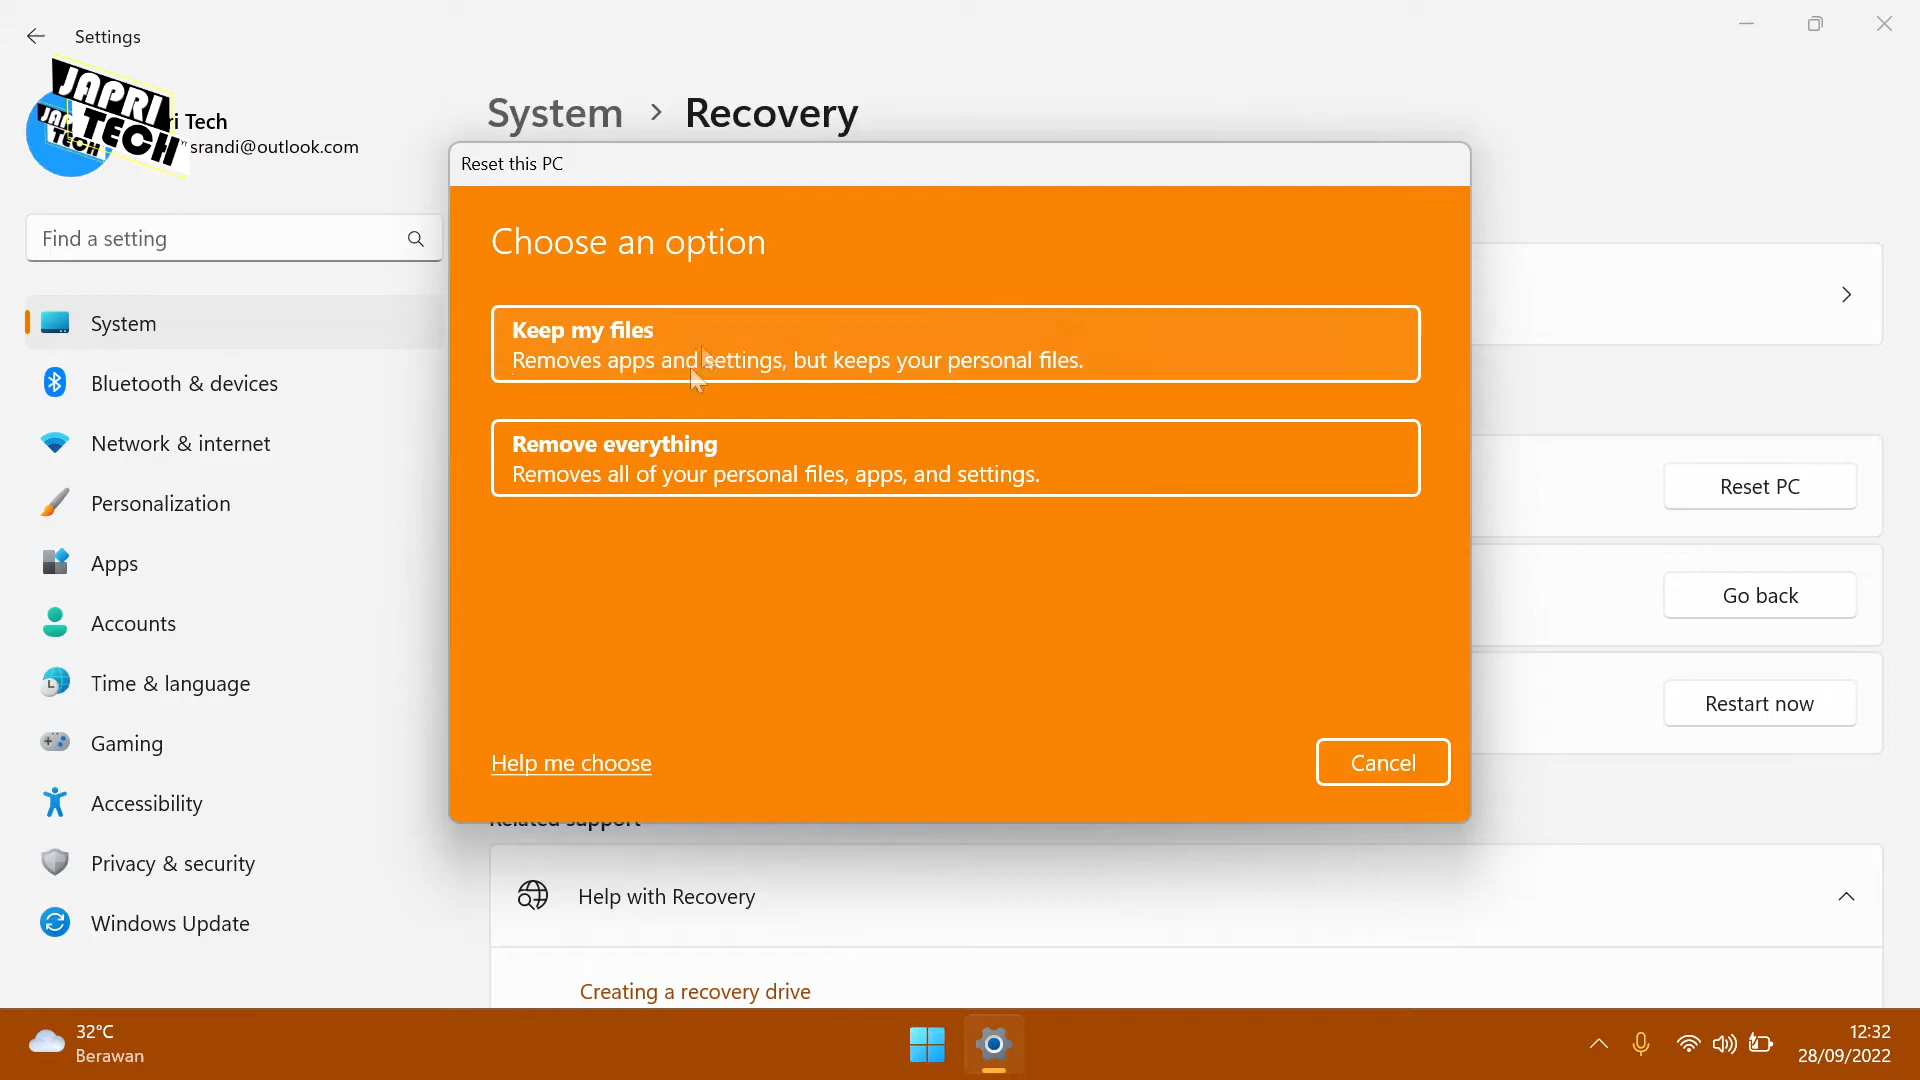 Settings
JAPRI
TECH
ri Tech
srandi@outlook.com
System > Recovery
Find a setting
System
Bluetooth & devices
Network & internet
Personalization
Apps
Accounts
Time & language
Gaming
Accessibility
Privacy & security
Windows Update
Reset this PC
Choose an option
Keep my files
Removes apps and settings, but keeps your personal files.
Remove everything
Removes all of your personal files, apps, and settings.
Help me choose
Cancel
Reset PC
Go back
Restart now
Related support
Help with Recovery
Creating a recovery drive
32°C
Berawan
12:32
28/09/2022